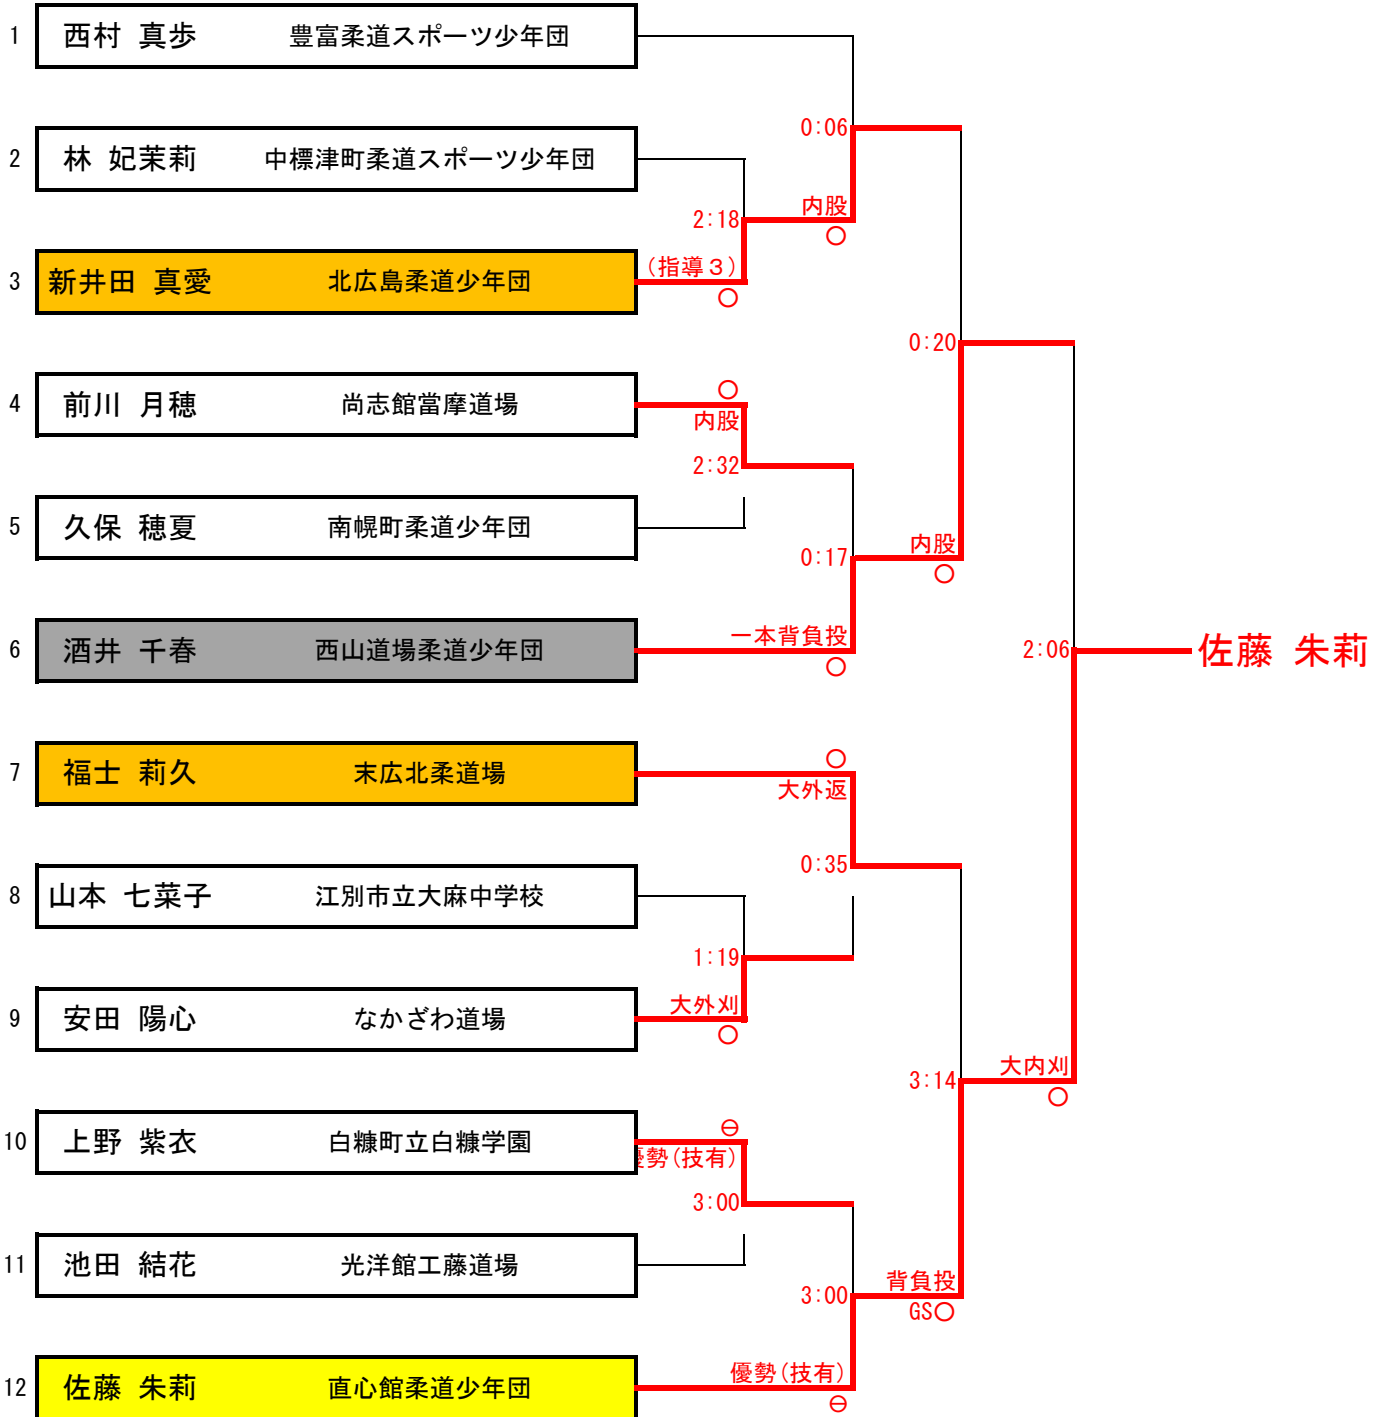 1 西村 真歩 豊富柔道スポーツ少年団
0:06
2 林 妃茉莉 中標津町柔道スポーツ少年団
2:18 内股
○
3 新井田 真愛 北広島柔道少年団 (指導３)
○
0:20
4 前川 月穂 尚志館當摩道場 ○
内股
2:32
5 久保 穂夏 南幌町柔道少年団
0:17 内股
○
6 酒井 千春 西山道場柔道少年団 一本背負投
○
2:06 佐藤 朱莉
7 福士 莉久 末広北柔道場 ○
大外返
0:35
8 山本 七菜子 江別市立大麻中学校
1:19
9 安田 陽心 なかざわ道場 大外刈
○
3:14 大内刈
○
10 上野 紫衣 白糠町立白糠学園 ⊖
勢(技有)
3:00
11 池田 結花 光洋館工藤道場
3:00 背負投
GS○
12 佐藤 朱莉 直心館柔道少年団 優勢(技有)
⊖